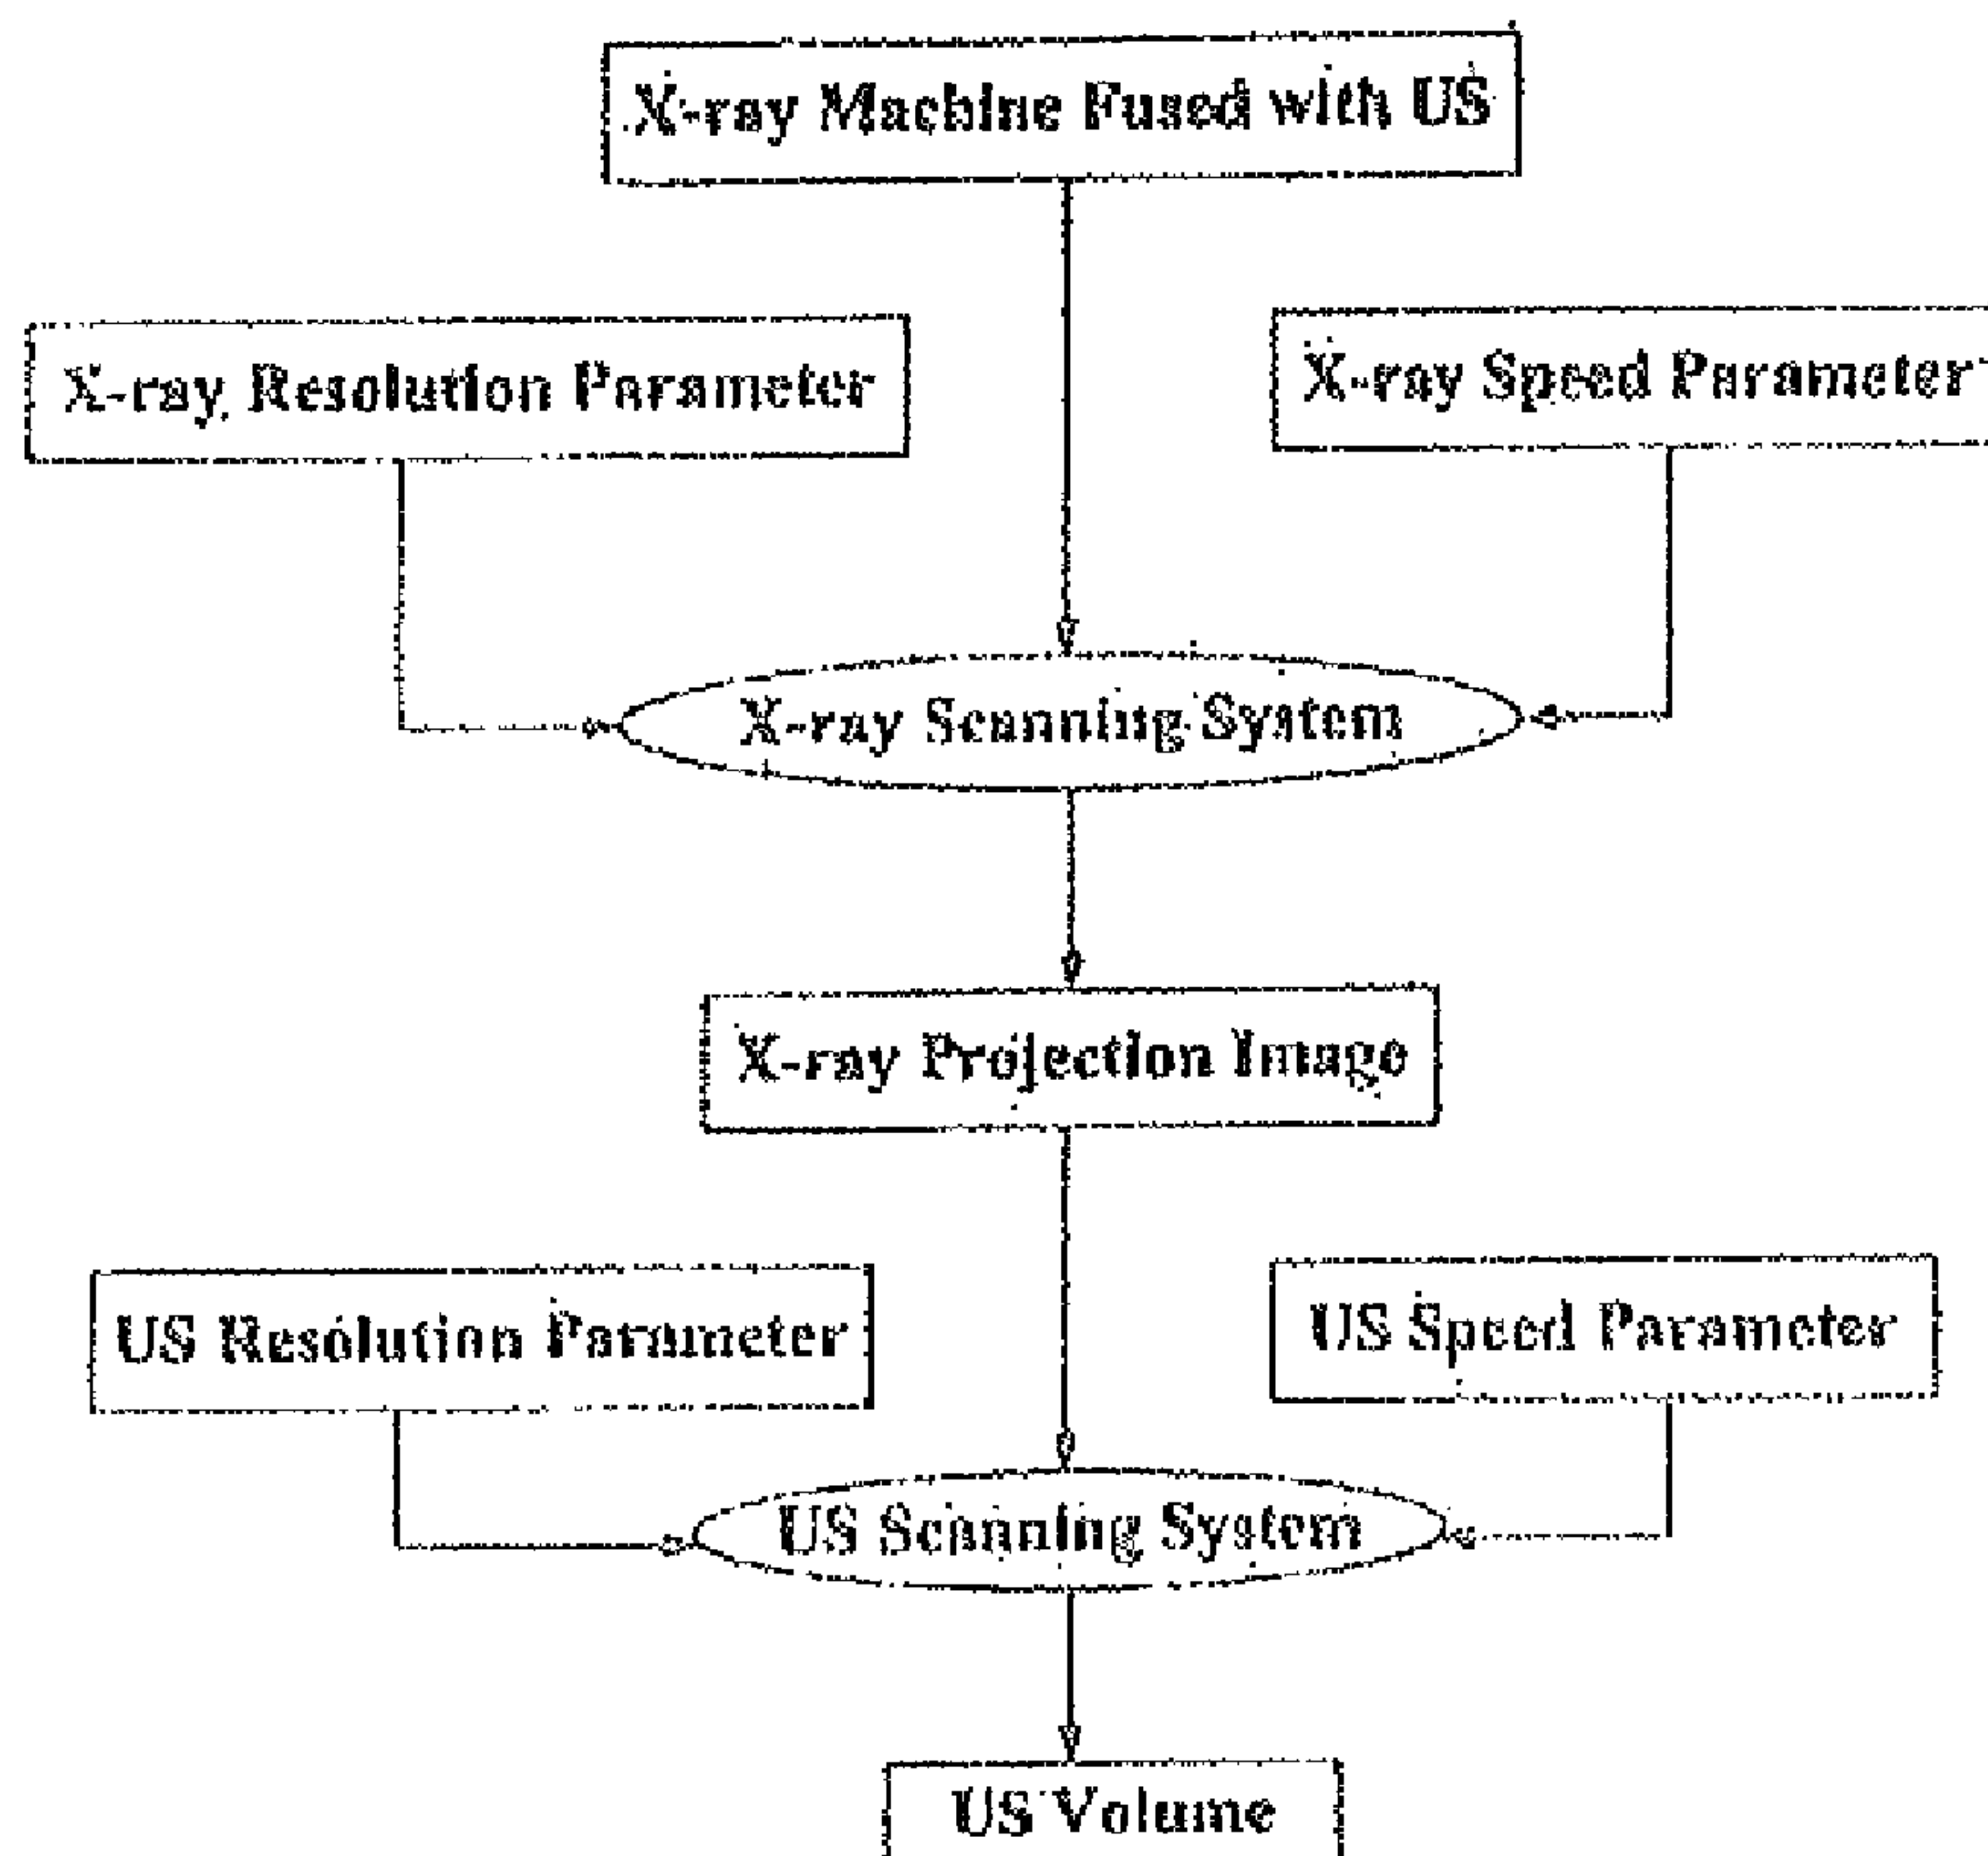 X-ray Machine Fused with US
X-ray Resolution Parameter
X-ray Speed Parameter
X-ray Scanning System
X-ray Projection Image
US Resolution Parameter
US Speed Parameter
US Scanning System
US Volume